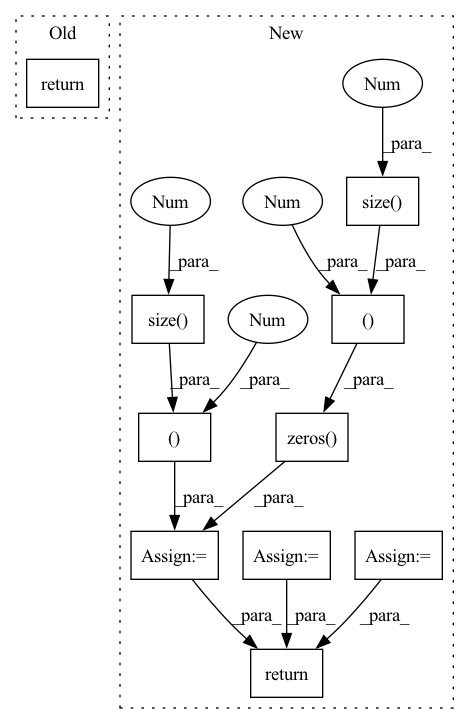 Old
New
return
Num
_para_
Num
Num
size()
_para_
_para_
_para_
size()
Num
()
_para_
_para_
_para_
()
zeros()
_para_
_para_
Assign:=
Assign:=
Assign:=
_para_
_para_
_para_
return